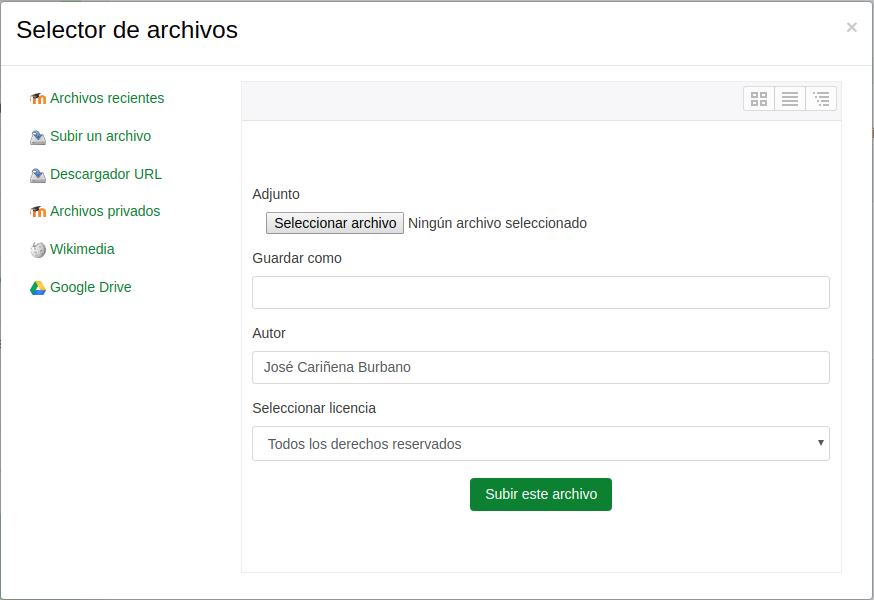 Selector de archivos
×
Archivos recientes
Subir un archivo
Descargador URL
Archivos privados
Wikimedia
Google Drive
Adjunto
Seleccionar archivo Ningún archivo seleccionado
Guardar como
Autor
José Cariñena Burbano
Seleccionar licencia
Todos los derechos reservados
Subir este archivo